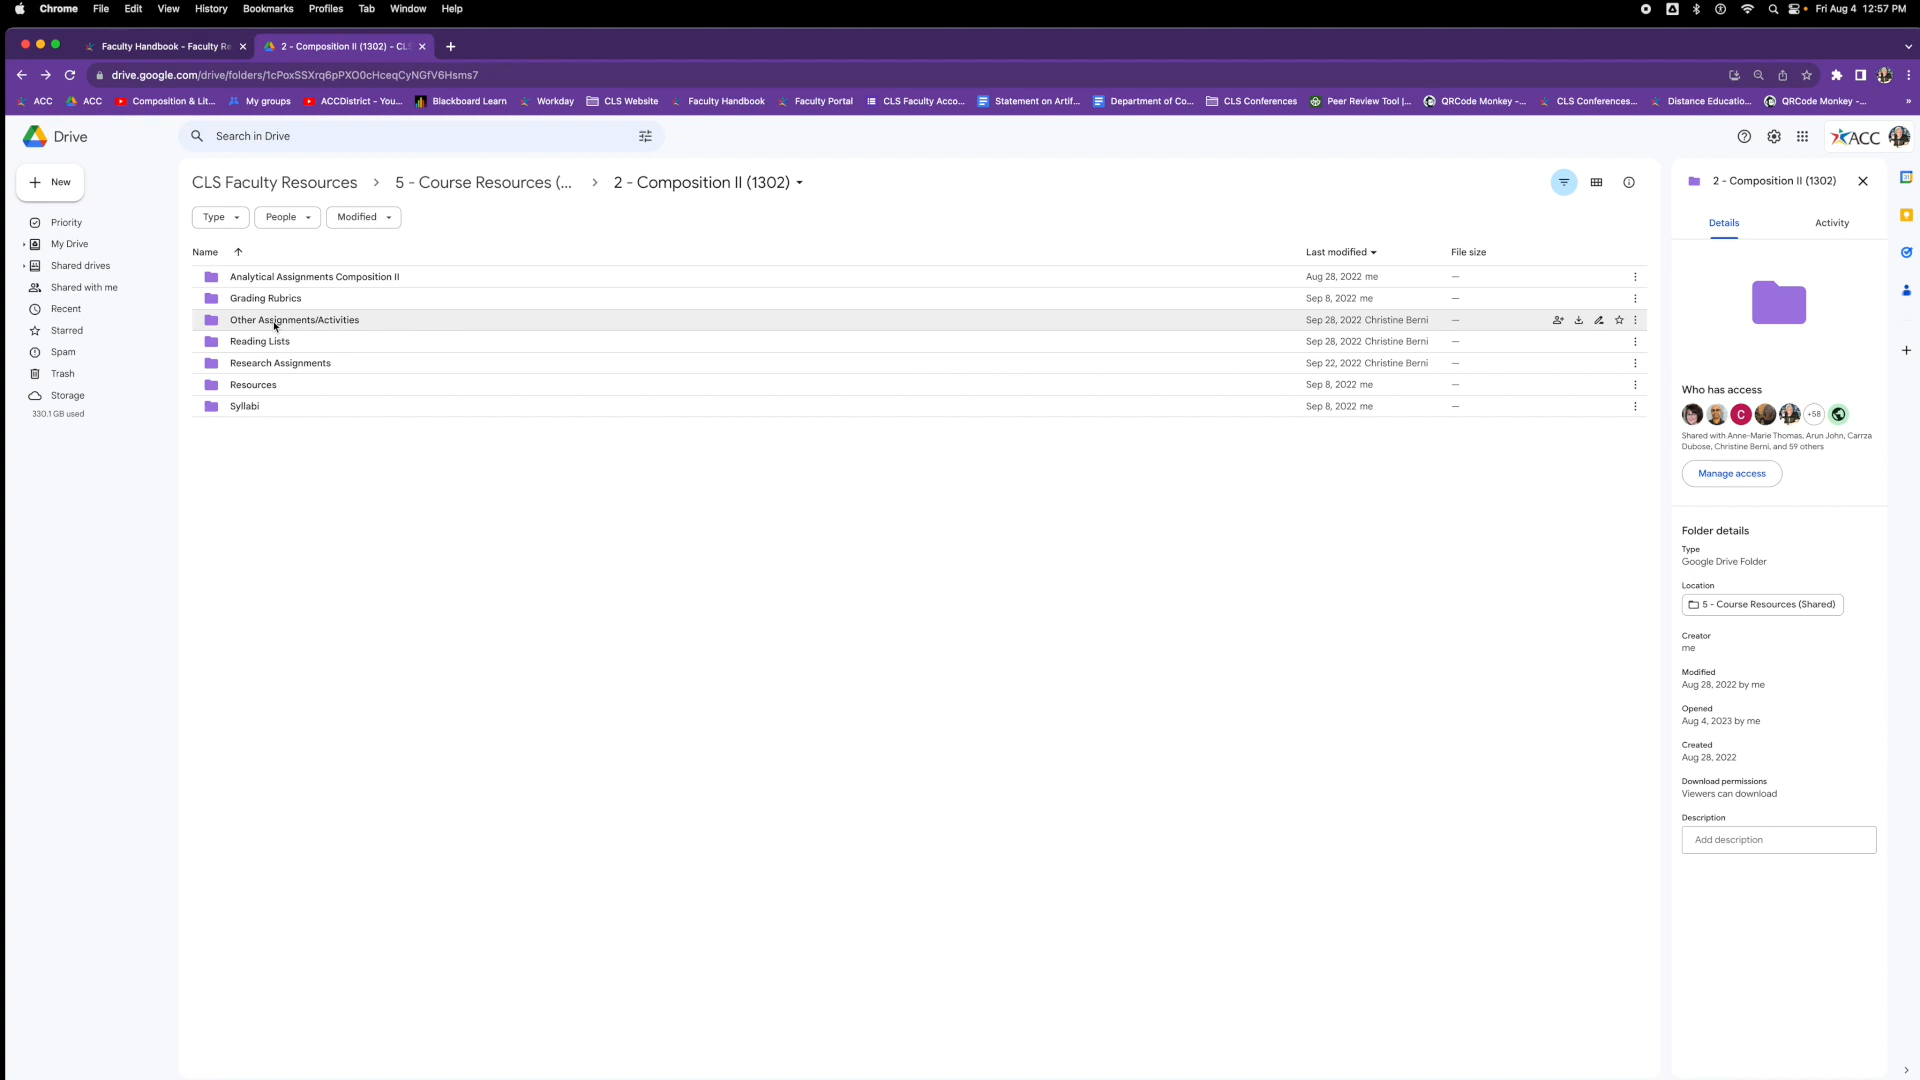 Chrome File Edit View History Bookmarks Profiles Tab Window Help
Fri Aug 4 12:57 PM
Faculty Handbook - Faculty Re
2 - Composition II (1302) - CLS
drive.google.com/drive/folders/1cPoxSSXrq6pPXO0cHceqCyNGfV6Hsms7
ACC ACC Composition & Lit... My groups ACCDistrict - You... Blackboard Learn Workday CLS Website Faculty Handbook Faculty Portal CLS Faculty Acco... Statement on Artif... Department of Co... CLS Conferences Peer Review Tool |... QRCode Monkey -... CLS Conferences... Distance Educatio... QRCode Monkey -... »
Drive
Search in Drive
ACC
New
Priority
My Drive
Shared drives
Shared with me
Recent
Starred
Spam
Trash
Storage
330.1 GB used
CLS Faculty Resources > 5 - Course Resources (... > 2 - Composition II (1302)
Type People Modified
Name Last modified File size
Analytical Assignments Composition II Aug 28, 2022 me —
Grading Rubrics Sep 8, 2022 me —
Other Assignments/Activities Sep 28, 2022 Christine Berni —
Reading Lists Sep 28, 2022 Christine Berni —
Research Assignments Sep 22, 2022 Christine Berni —
Resources Sep 8, 2022 me —
Syllabi Sep 8, 2022 me —
2 - Composition II (1302)
Details Activity
Who has access
C +58
Shared with Anne-Marie Thomas, Arun John, Carrza
Dubose, Christine Berni, and 59 others
Manage access
Folder details
Type
Google Drive Folder
Location
5 - Course Resources (Shared)
Creator
me
Modified
Aug 28, 2022 by me
Opened
Aug 4, 2023 by me
Created
Aug 28, 2022
Download permissions
Viewers can download
Description
Add description